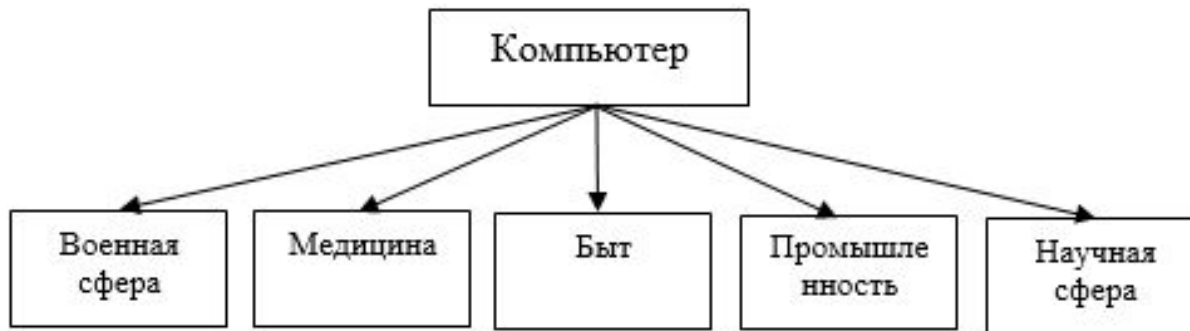 Компьютер
Военная
сфера
Медицина
Быт
Промышле
нность
Научная
сфера